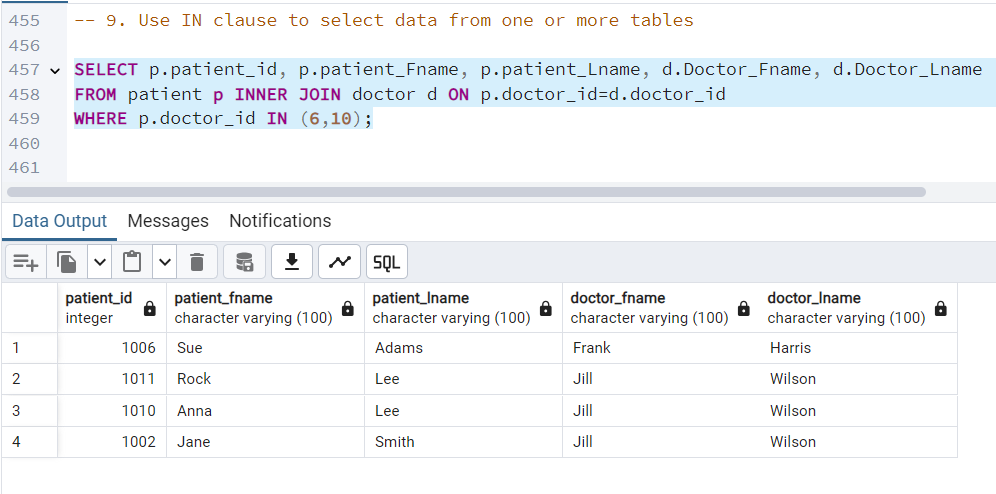 455 -- 9. Use IN clause to select data from one or more tables
456
457 SELECT p.patient_id, p.patient_Fname, p.patient_Lname, d.Doctor_Fname, d.Doctor_Lname
458 FROM patient p INNER JOIN doctor d ON p.doctor_id=d.doctor_id
459 WHERE p.doctor_id IN (6,10);
460
461
Data Output Messages Notifications
SQL
patient_id patient_fname patient_lname doctor_fname doctor_lname
integer character varying (100) character varying (100) character varying (100) character varying (100)
1 1006 Sue Adams Frank Harris
2 1011 Rock Lee Jill Wilson
3 1010 Anna Lee Jill Wilson
4 1002 Jane Smith Jill Wilson